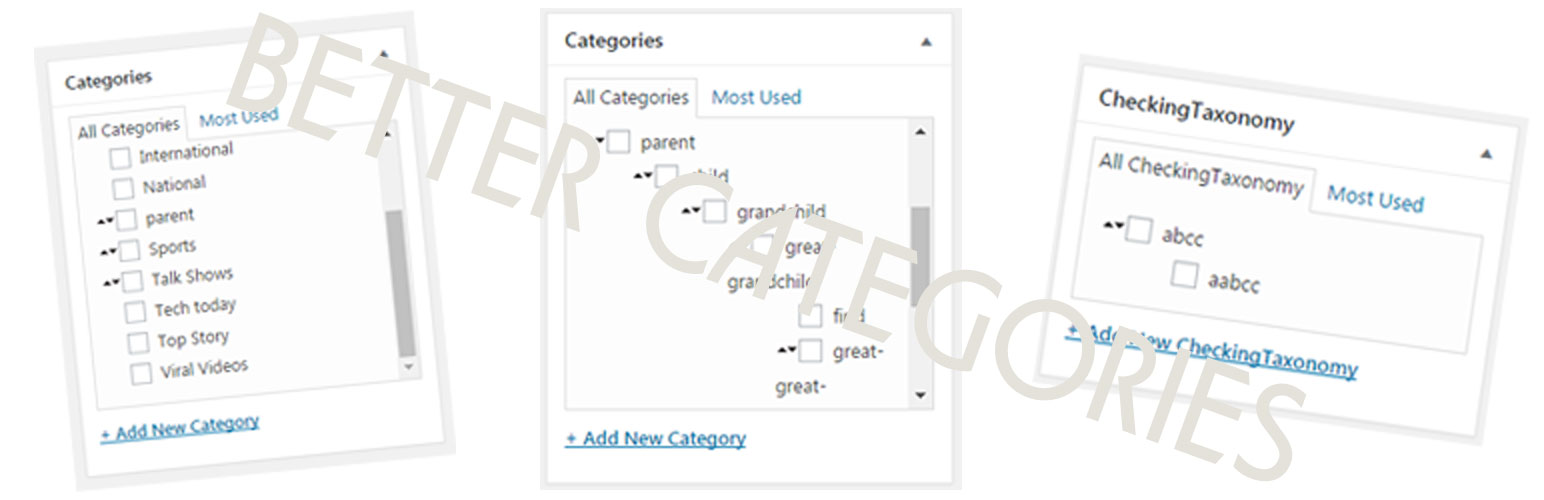 Categories
All Categories Most Used
International
National
parent
Sports
Talk Shows
Tech today
Top Story
Viral Videos
+ Add New Category
Categories
All Categories Most Used
parent
child
grandchild
grandchild
great-
great-
+ Add New Category
CheckingTaxonomy
All CheckingTaxonomy Most Used
abcc
aabcc
+ Add New CheckingTaxonomy
BETTER CATEGORIES